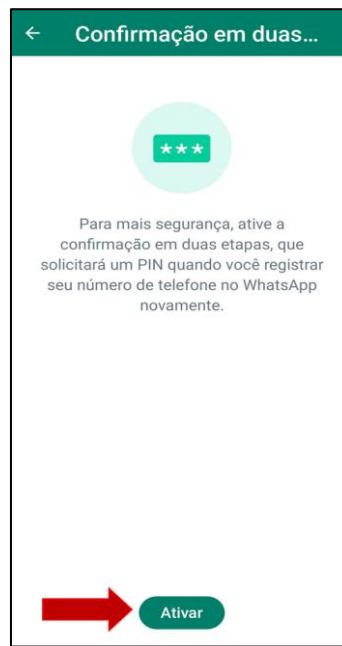 Confirmação em duas...
***
Para mais segurança, ative a
confirmação em duas etapas, que
solicitará um PIN quando você registrar
seu número de telefone no WhatsApp
novamente.
Ativar